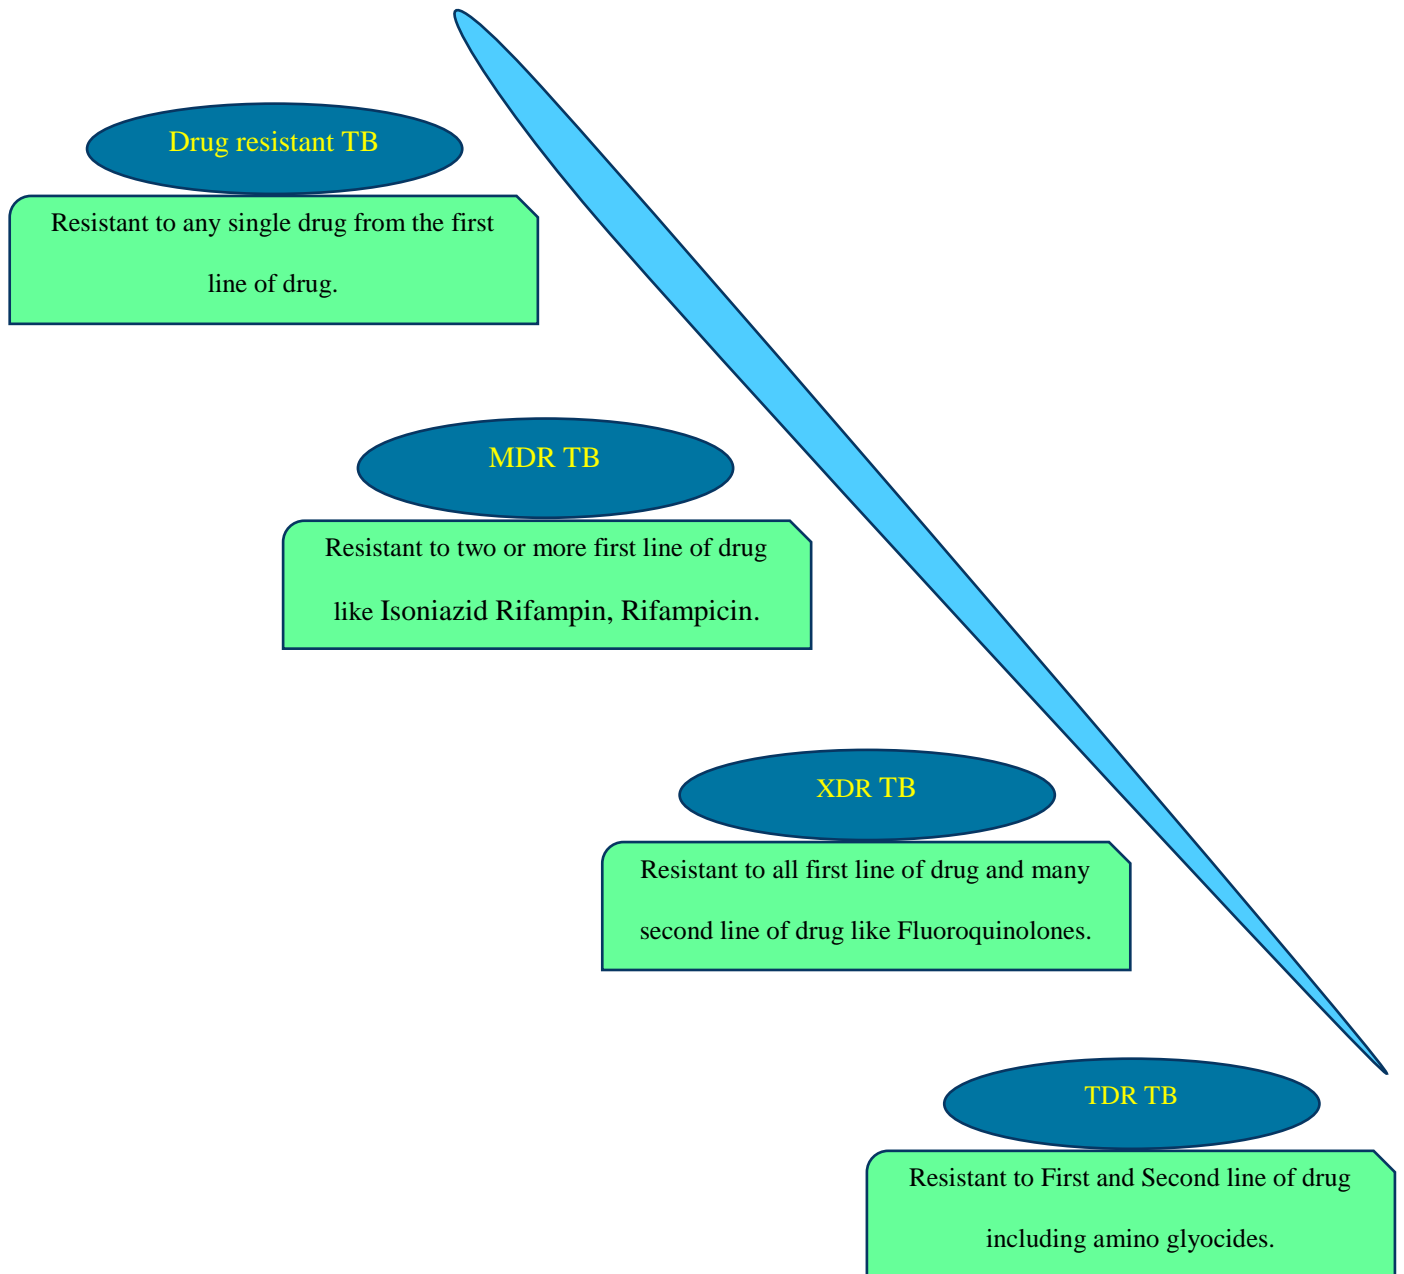 Drug resistant TB
Resistant to any single drug from the first
line of drug.
MDR TB
Resistant to two or more first line of drug
like Isoniazid Rifampin, Rifampicin.
XDR TB
Resistant to all first line of drug and many
second line of drug like Fluoroquinolones.
TDR TB
Resistant to First and Second line of drug
including amino glyocides.